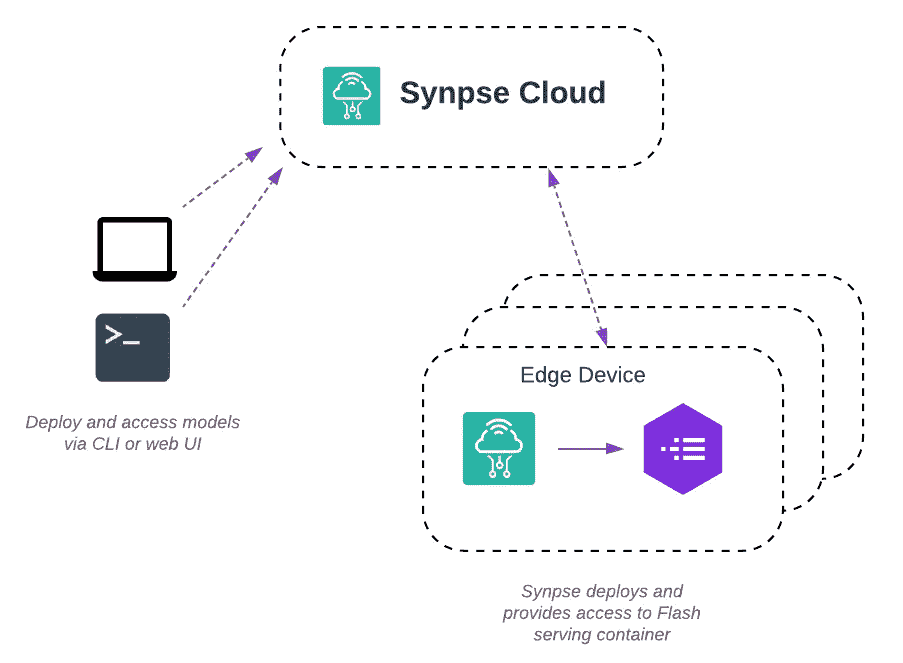 Synpse Cloud
>_
Deploy and access models
via CLI or web UI
Edge Device
Synpse deploys and
provides access to Flash
serving container